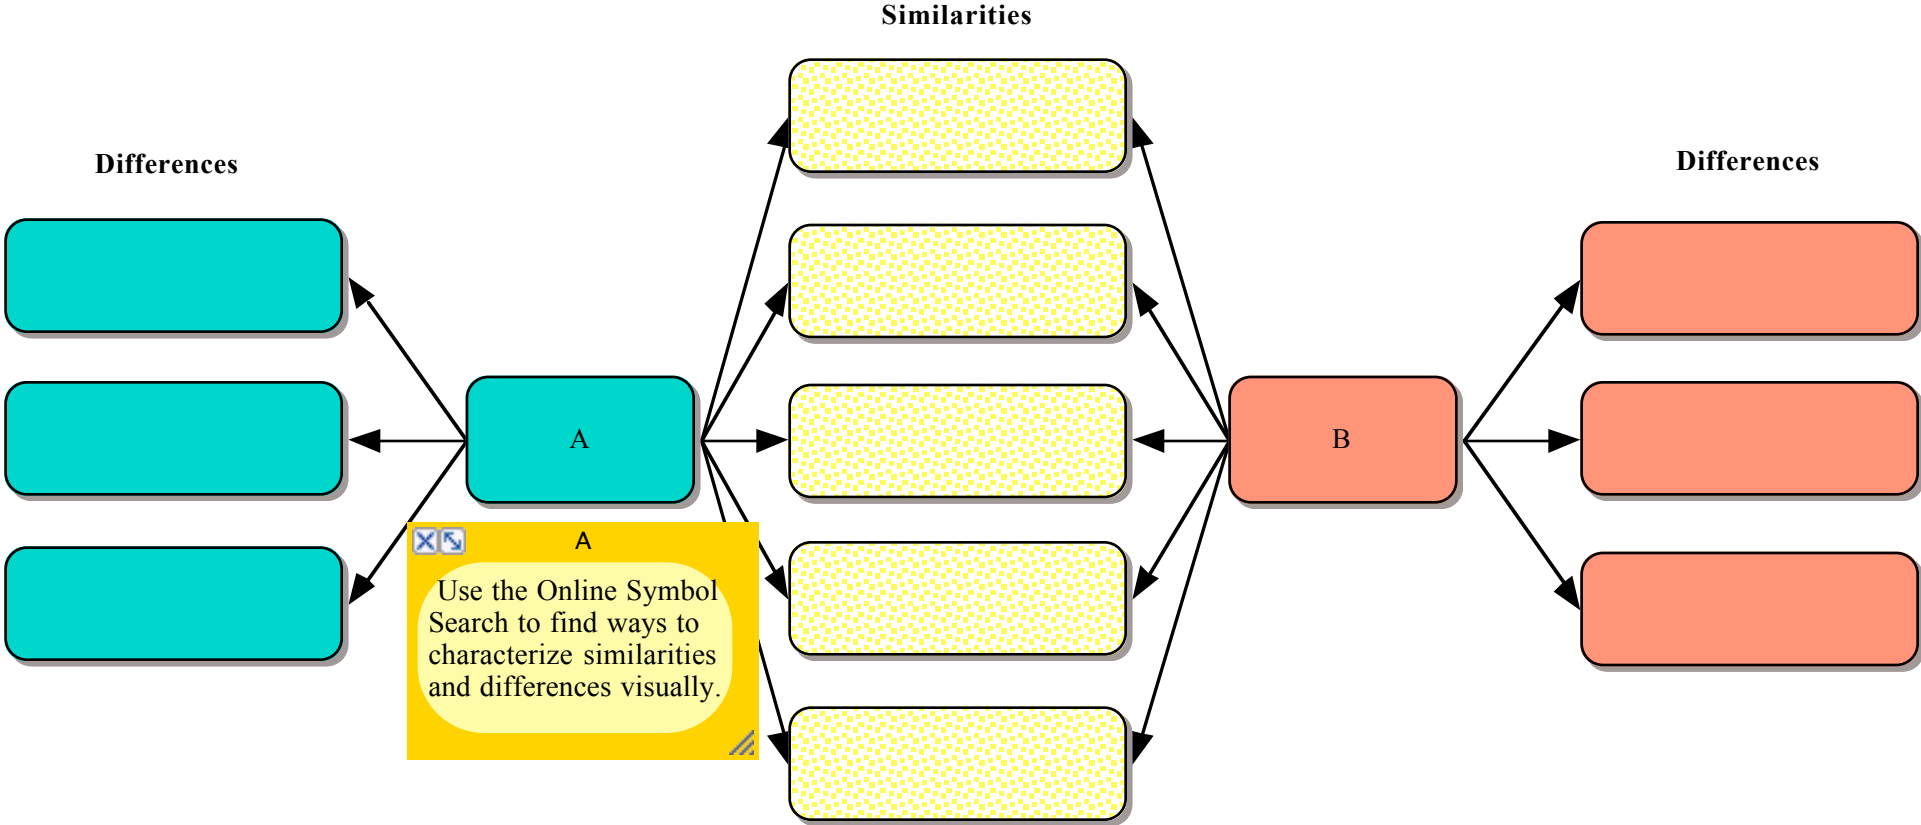 Similarities
Differences
Differences
A
B
A
Use the Online Symbol
Search to find ways to
characterize similarities
and differences visually.